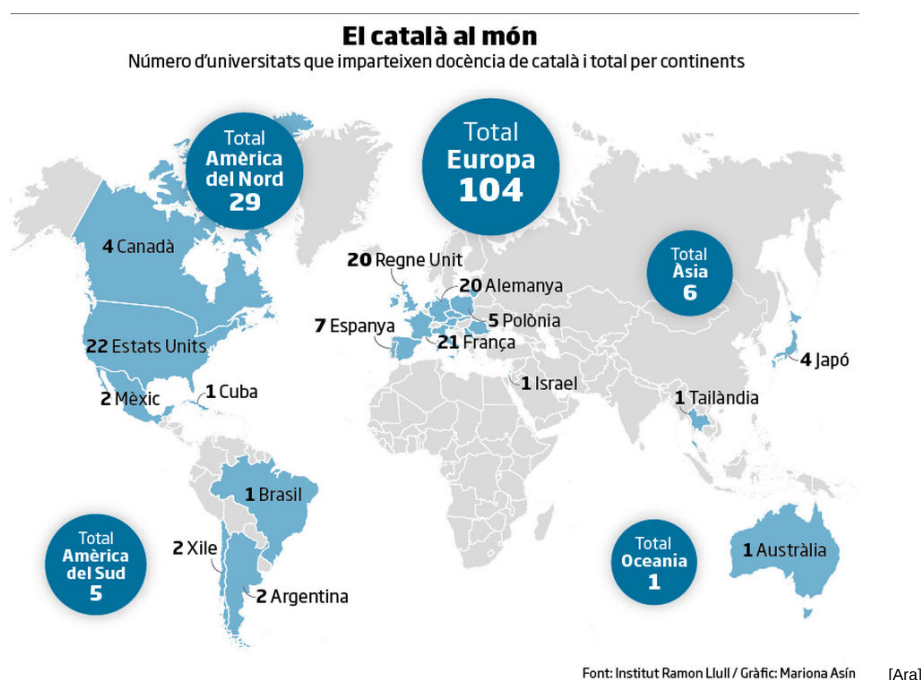 El català al món
Número d'universitats que imparteixen docència de català i total per continents
Total
Amèrica
del Nord
29
Total
Europa
104
4 Canadà
20 Regne Unit
Total
Àsia
6
20 Alemanya
5 Polònia
7 Espanya
21 França
22 Estats Units
4 Japó
1 Israel
2 Mèxic
1 Cuba
1 Tailàndia
1 Brasil
Total
Amèrica
del Sud
5
2 Xile
Total
Oceania
1
1 Austràlia
2 Argentina
Font: Institut Ramon Llull / Gràfic: Mariona Asín
[Ara]